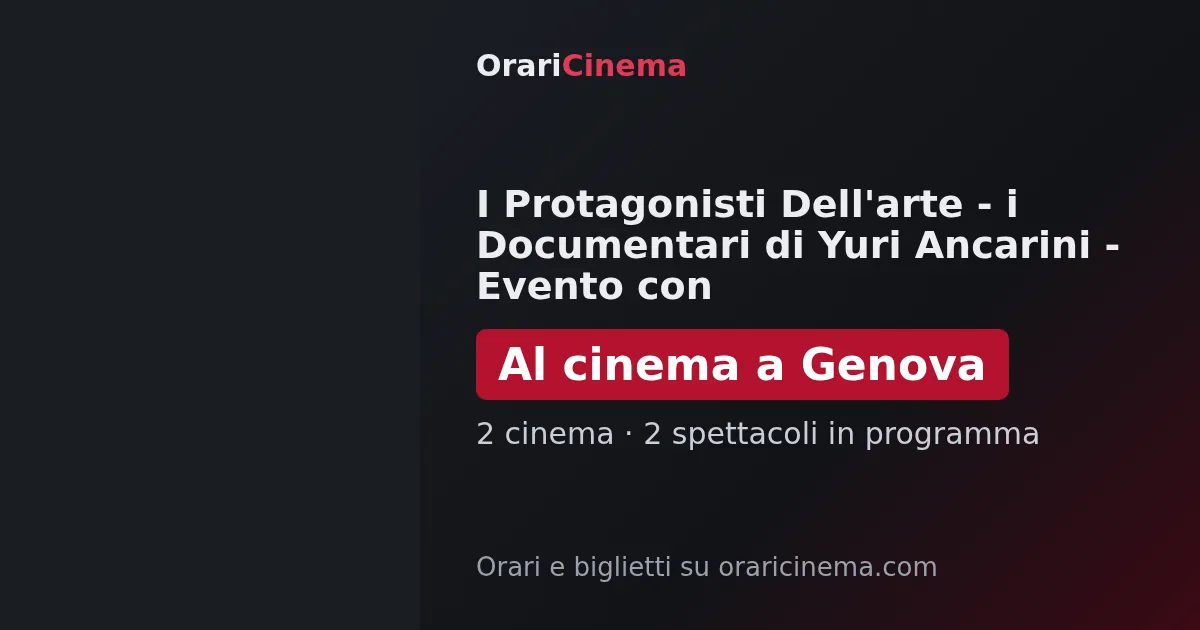 OrariCinema
I Protagonisti Dell'arte - i
Documentari di Yuri Ancarini -
Evento con
Al cinema a Genova
2 cinema · 2 spettacoli in programma
Orari e biglietti su oraricinema.com